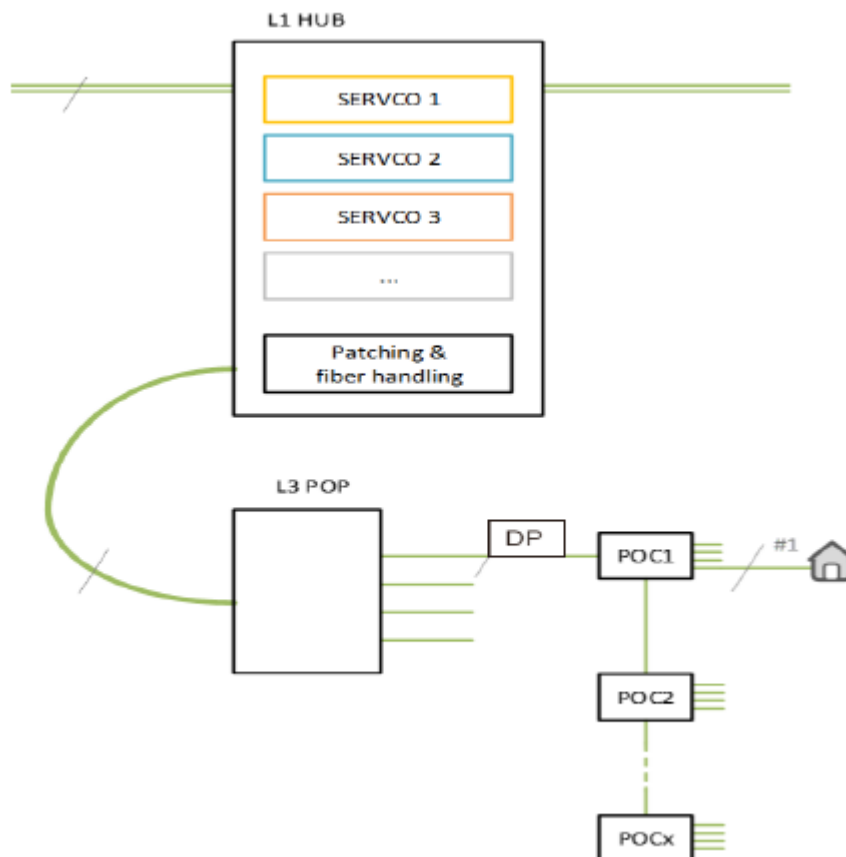 L1 HUB
SERVCO 1
SERVCO 2
SERVCO 3
...
Patching &
fiber handling
L3 POP
DP
POC1
#1
POC2
POCx